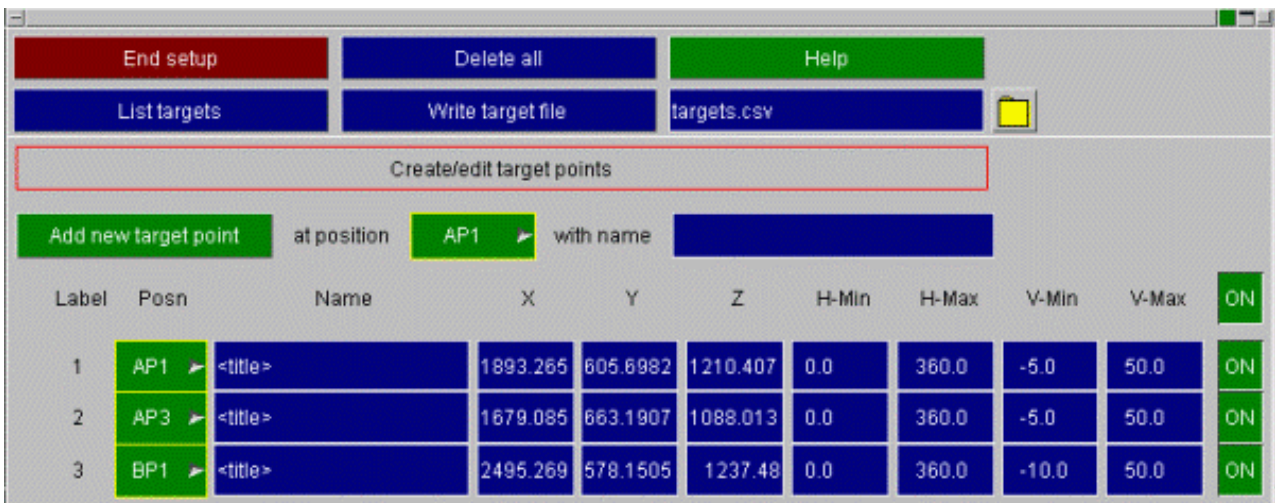 End setup Delete all Help
List targets Write target file targets.csv
Create/edit target points
Add new target point at position AP1 with name
Label Posn Name X Y Z H-Min H-Max V-Min V-Max ON
1 AP1 <title> 1893.265 605.6982 1210.407 0.0 360.0 -5.0 50.0 ON
2 AP3 <title> 1679.085 663.1907 1088.013 0.0 360.0 -5.0 50.0 ON
3 BP1 <title> 2495.269 578.1505 1237.48 0.0 360.0 -10.0 50.0 ON